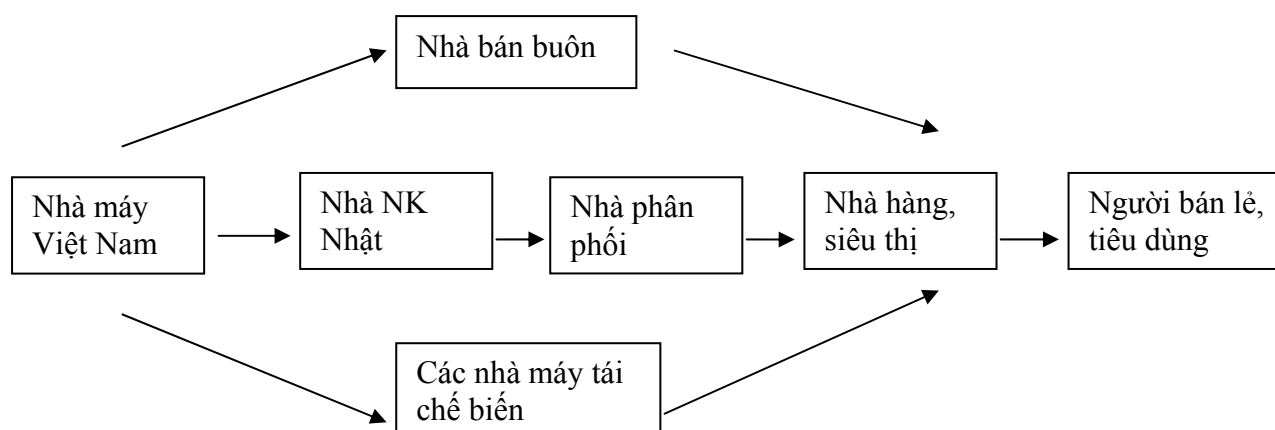 Nhà bán buôn
Nhà máy
Việt Nam
Nhà NK
Nhật
Nhà phân
phối
Nhà hàng,
siêu thị
Người bán lẻ,
tiêu dùng
Các nhà máy tái
chế biến